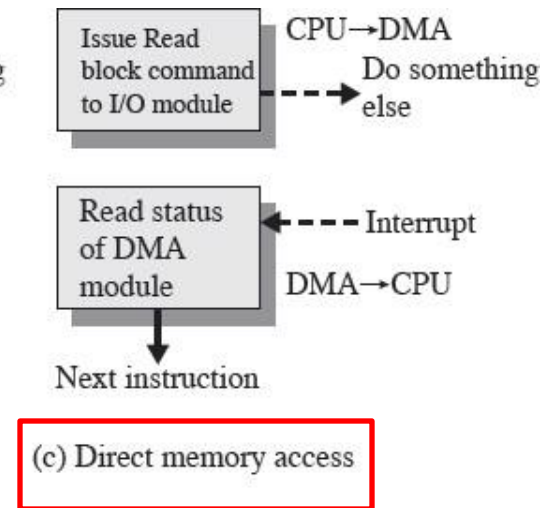 Issue Read
block command
to I/O module
CPU→DMA
Do something
else
Read status
of DMA
module
Interrupt
DMA→CPU
Next instruction
(c) Direct memory access